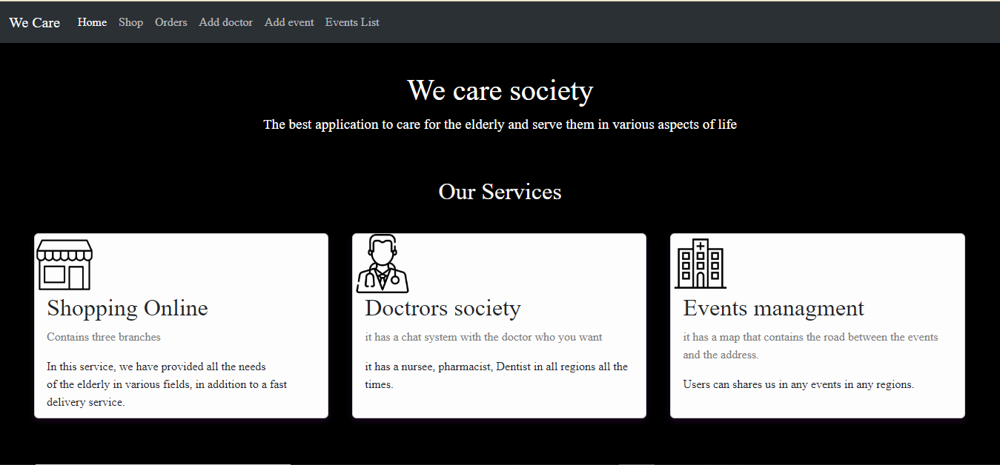 We Care Home Shop Orders Add doctor Add event Events List
We care society
The best application to care for the elderly and serve them in various aspects of life
Our Services
Shopping Online
Contains three branches
In this service, we have provided all the needs
of the elderly in various fields, in addition to a fast
delivery service.
Doctrors society
it has a chat system with the doctor who you want
it has a nursee, pharmacist, Dentist in all regions all the
times.
Events managment
it has a map that contains the road between the events
and the address.
Users can shares us in any events in any regions.